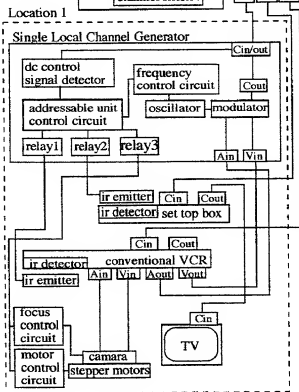 Location 1
Single Local Channel Generator
Cin/out
dc control
signal detector
frequency
control circuit
Cout
addressable unit
control circuit
oscillator
modulator
relay1
relay2
relay3
Ain
Vin
ir emitter
Cin
Cout
ir detector
set top box
Cin
Cout
ir detector
conventional VCR
ir emitter
Ain
Vin
Aout
Vout
focus
control
circuit
Cin
TV
motor
control
circuit
camara
stepper motors